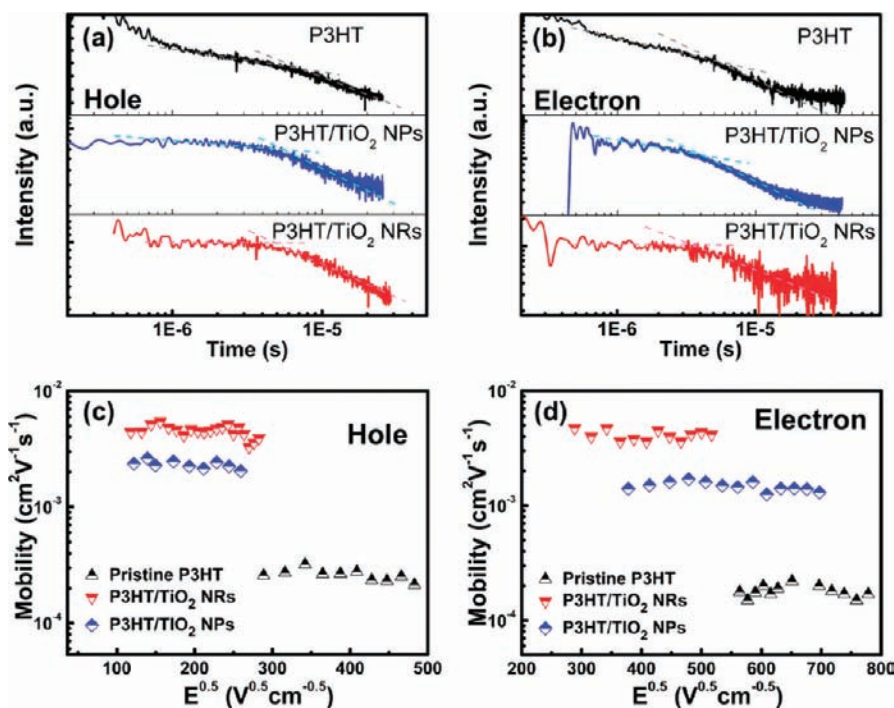 (a) P3HT
Hole
P3HT/TiO₂ NPs
P3HT/TiO₂ NRs
Intensity (a.u.)
1E-6 1E-5
Time (s)
(b) P3HT
Electron
P3HT/TiO₂ NPs
P3HT/TiO₂ NRs
Intensity (a.u.)
1E-6 1E-5
Time (s)
(c) Hole
10⁻²
10⁻³
10⁻⁴
Mobility (cm²V⁻¹s⁻¹)
Pristine P3HT
P3HT/TiO₂ NRs
P3HT/TIO₂ NPs
100 200 300 400 500
E⁰·⁵ (V⁰·⁵cm⁻⁰·⁵)
(d) Electron
10⁻²
10⁻³
10⁻⁴
Mobility (cm²V⁻¹s⁻¹)
Pristine P3HT
P3HT/TiO₂ NRs
P3HT/TIO₂ NPs
200 300 400 500 600 700 800
E⁰·⁵ (V⁰·⁵cm⁻⁰·⁵)